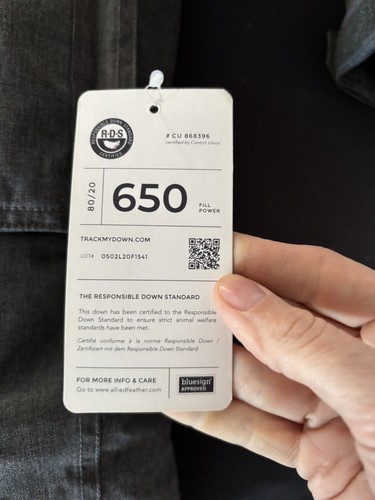 RESPONSIBLE DOWN STANDARD
R·D·S
CERTIFIED
# CU 868396
certified by Control Union
80/20
650
FILL
POWER
TRACKMYDOWN.COM
LOT# 0502L20F1541
THE RESPONSIBLE DOWN STANDARD
This down has been certified to the Responsible
Down Standard to ensure strict animal welfare
standards have been met.
Certifié conforme à la norme Responsible Down /
Zertifiziert mit dem Responsible Down Standard
FOR MORE INFO & CARE
Go to www.alliedfeather.com
bluesign®
APPROVED